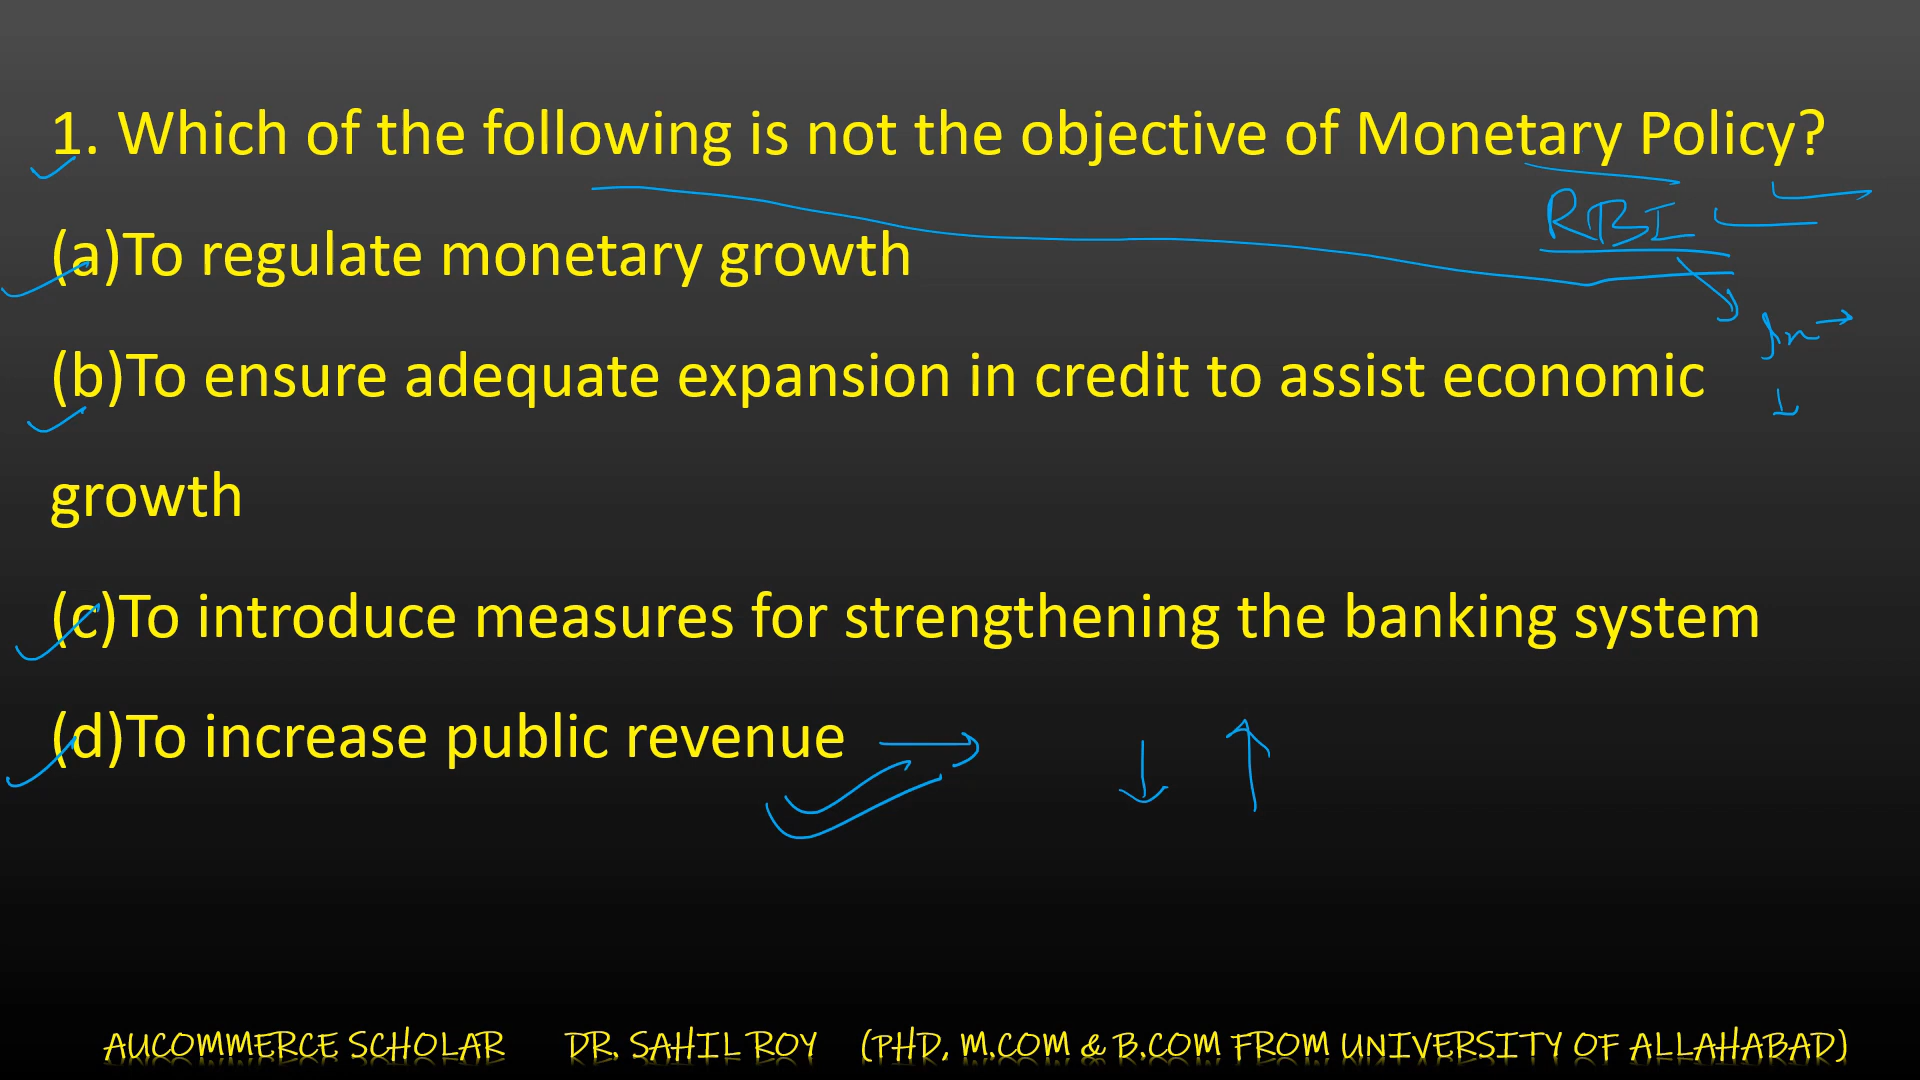 1. Which of the following is not the objective of Monetary Policy?
RBI
(a)To regulate monetary growth
(b)To ensure adequate expansion in credit to assist economic
growth
(c)To introduce measures for strengthening the banking system
(d)To increase public revenue
AUCOMMERCE SCHOLAR DR. SAHIL ROY (PHD, M.COM & B.COM FROM UNIVERSITY OF ALLAHABAD)